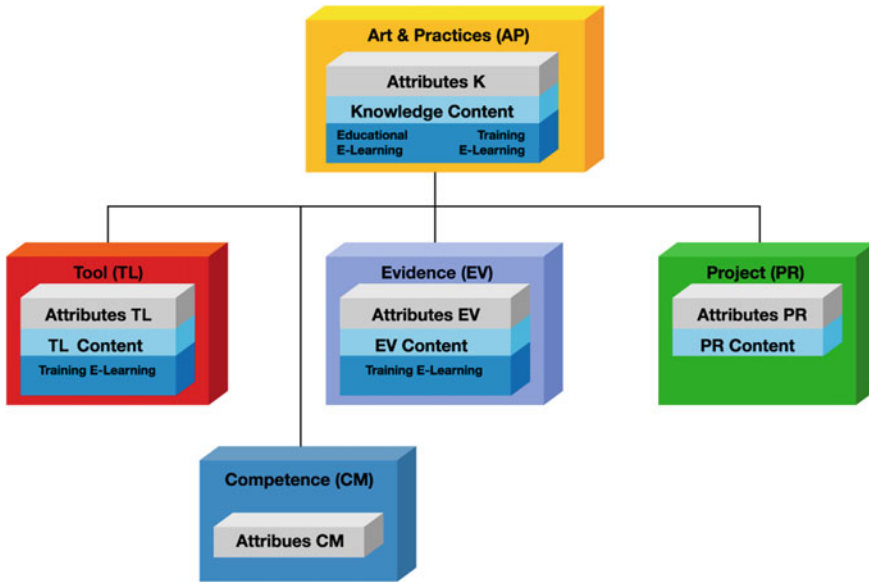 Art & Practices (AP)
Attributes K
Knowledge Content
Educational Training
E-Learning E-Learning
Tool (TL)
Attributes TL
TL Content
Training E-Learning
Evidence (EV)
Attributes EV
EV Content
Training E-Learning
Project (PR)
Attributes PR
PR Content
Competence (CM)
Attribues CM